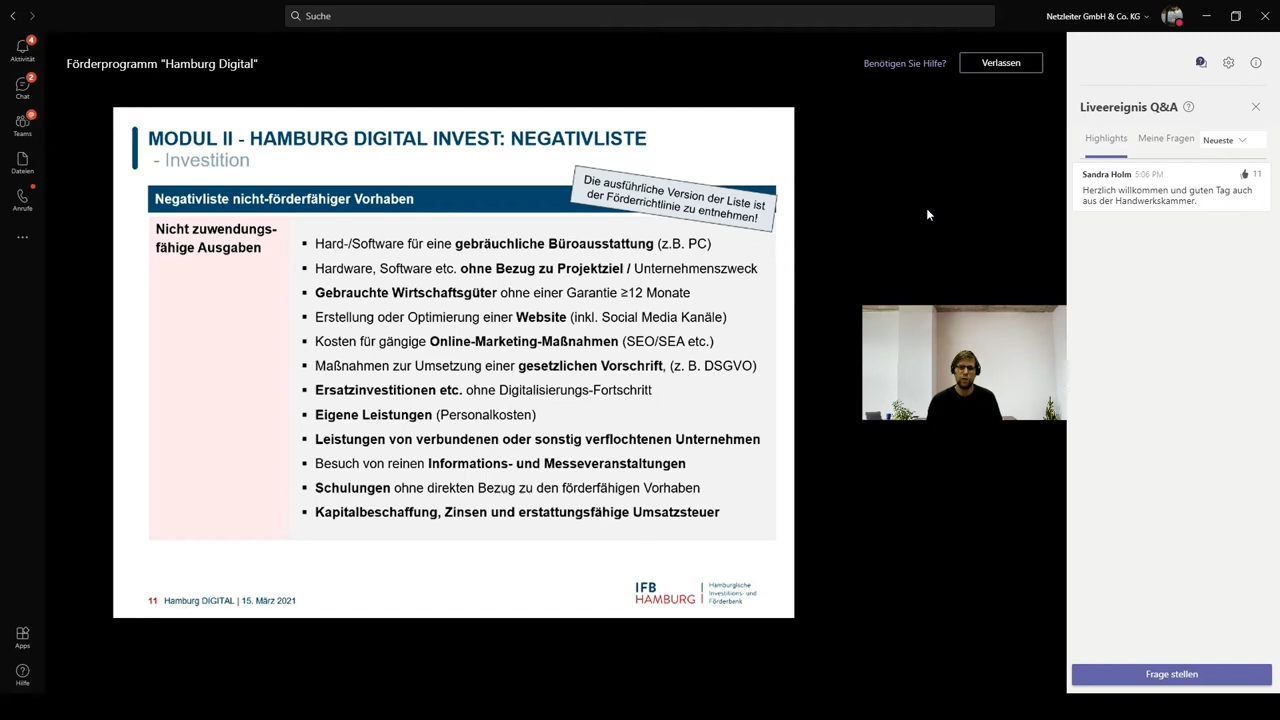 Suche
Netzleiter GmbH & Co. KG
4
Aktivität
2
Chat
Teams
Dateien
Anrufe
Apps
Hilfe
Förderprogramm "Hamburg Digital"
Benötigen Sie Hilfe?
Verlassen
MODUL II - HAMBURG DIGITAL INVEST: NEGATIVLISTE
- Investition
Die ausführliche Version der Liste ist
der Förderrichtlinie zu entnehmen!
Negativliste nicht-förderfähiger Vorhaben
Nicht zuwendungs-
fähige Ausgaben
▪ Hard-/Software für eine gebräuchliche Büroausstattung (z.B. PC)
▪ Hardware, Software etc. ohne Bezug zu Projektziel / Unternehmenszweck
▪ Gebrauchte Wirtschaftsgüter ohne einer Garantie ≥12 Monate
▪ Erstellung oder Optimierung einer Website (inkl. Social Media Kanäle)
▪ Kosten für gängige Online-Marketing-Maßnahmen (SEO/SEA etc.)
▪ Maßnahmen zur Umsetzung einer gesetzlichen Vorschrift, (z. B. DSGVO)
▪ Ersatzinvestitionen etc. ohne Digitalisierungs-Fortschritt
▪ Eigene Leistungen (Personalkosten)
▪ Leistungen von verbundenen oder sonstig verflochtenen Unternehmen
▪ Besuch von reinen Informations- und Messeveranstaltungen
▪ Schulungen ohne direkten Bezug zu den förderfähigen Vorhaben
▪ Kapitalbeschaffung, Zinsen und erstattungsfähige Umsatzsteuer
11 Hamburg DIGITAL | 15. März 2021
IFB
HAMBURG
Hamburgische
Investitions- und
Förderbank
Liveereignis Q&A
Highlights
Meine Fragen
Neueste
Sandra Holm 5:06 PM
11
Herzlich willkommen und guten Tag auch
aus der Handwerkskammer.
Frage stellen